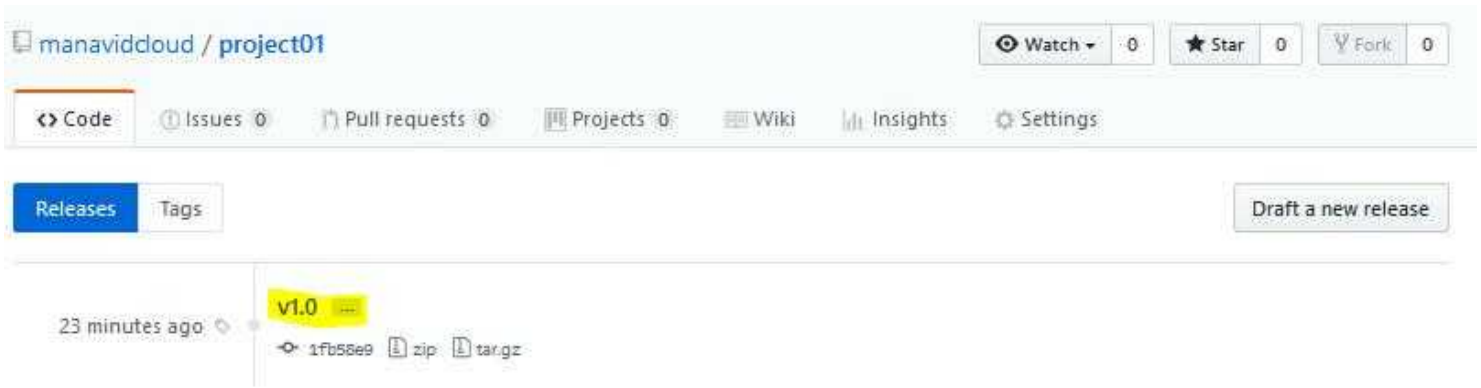 manavidcloud / project01 Watch 0 Star 0 Fork 0
Code Issues 0 Pull requests 0 Projects 0 Wiki Insights Settings
Releases Tags Draft a new release
v1.0 ...
23 minutes ago
1fb58e9 zip tar.gz